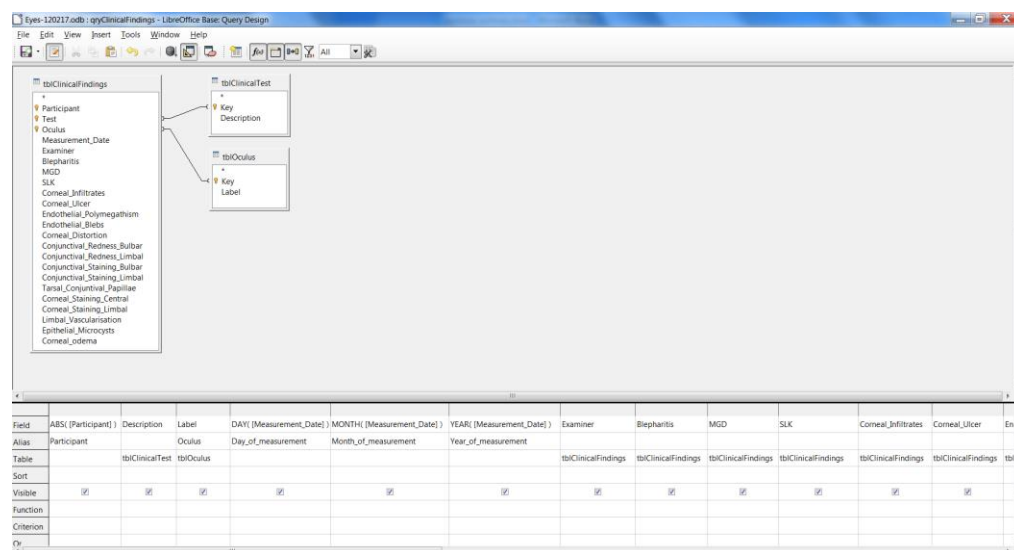 Eyes-120217.odb : qryClinicalFindings - LibreOffice Base: Query Design
File Edit View Insert Tools Window Help
f(x) All
tblClinicalFindings
*
Participant
Test
Oculus
Measurement_Date
Examiner
Blepharitis
MGD
SLK
Corneal_Infiltrates
Corneal_Ulcer
Endothelial_Polymegathism
Endothelial_Blebs
Corneal_Distortion
Conjunctival_Redness_Bulbar
Conjunctival_Redness_Limbal
Conjunctival_Staining_Bulbar
Conjunctival_Staining_Limbal
Tarsal_Conjuntival_Papillae
Corneal_Staining_Central
Corneal_Staining_Limbal
Limbal_Vascularisation
Epithelial_Microcysts
Corneal_odema
tblClinicalTest
*
Key
Description
tblOculus
*
Key
Label
Field ABS( [Participant] ) Description Label DAY( [Measurement_Date] ) MONTH( [Measurement_Date] ) YEAR( [Measurement_Date] ) Examiner Blepharitis MGD SLK Corneal_Infiltrates Corneal_Ulcer En
Alias Participant Oculus Day_of_measurement Month_of_measurement Year_of_measurement
Table tblClinicalTest tblOculus tblClinicalFindings tblClinicalFindings tblClinicalFindings tblClinicalFindings tblClinicalFindings tblClinicalFindings tbl
Sort
Visible
Function
Criterion
Or